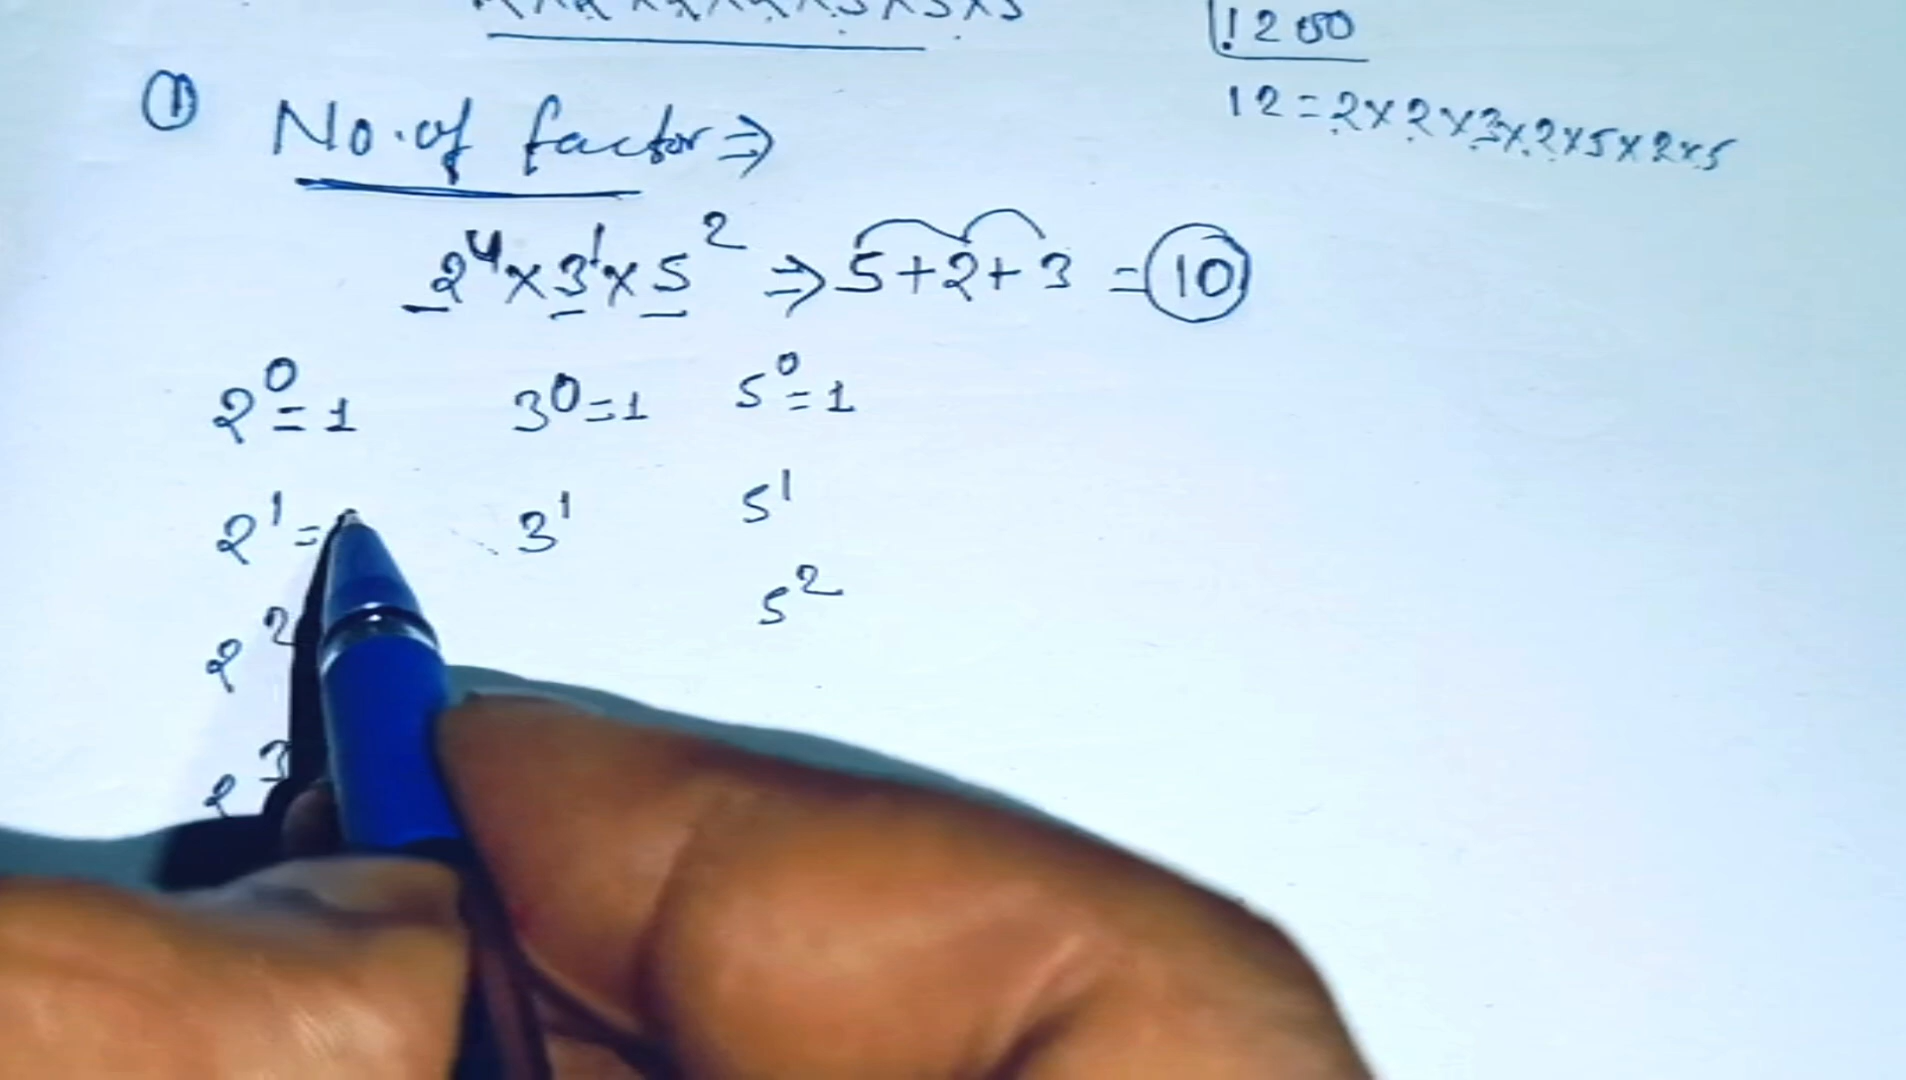 1200
12=2×2×3×2×5×2×5
① No. of factor ⇒
2⁴×3¹×5² ⇒ 5+2+3 = 10
2⁰=1 3⁰=1 5⁰=1
2¹= 3¹ 5¹
2² 5²
2³